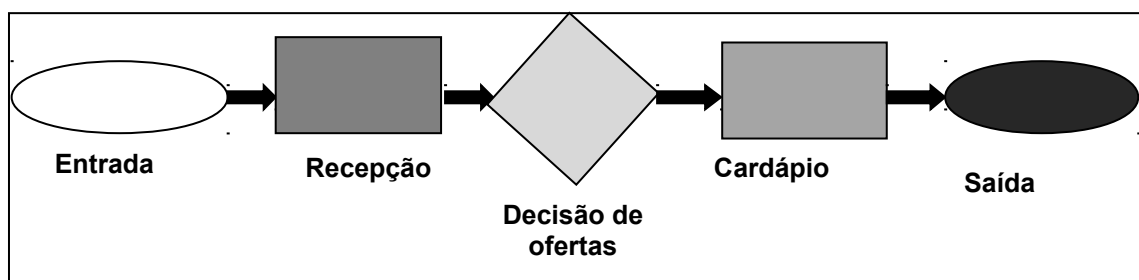 Entrada
Recepção
Decisão de
ofertas
Cardápio
Saída